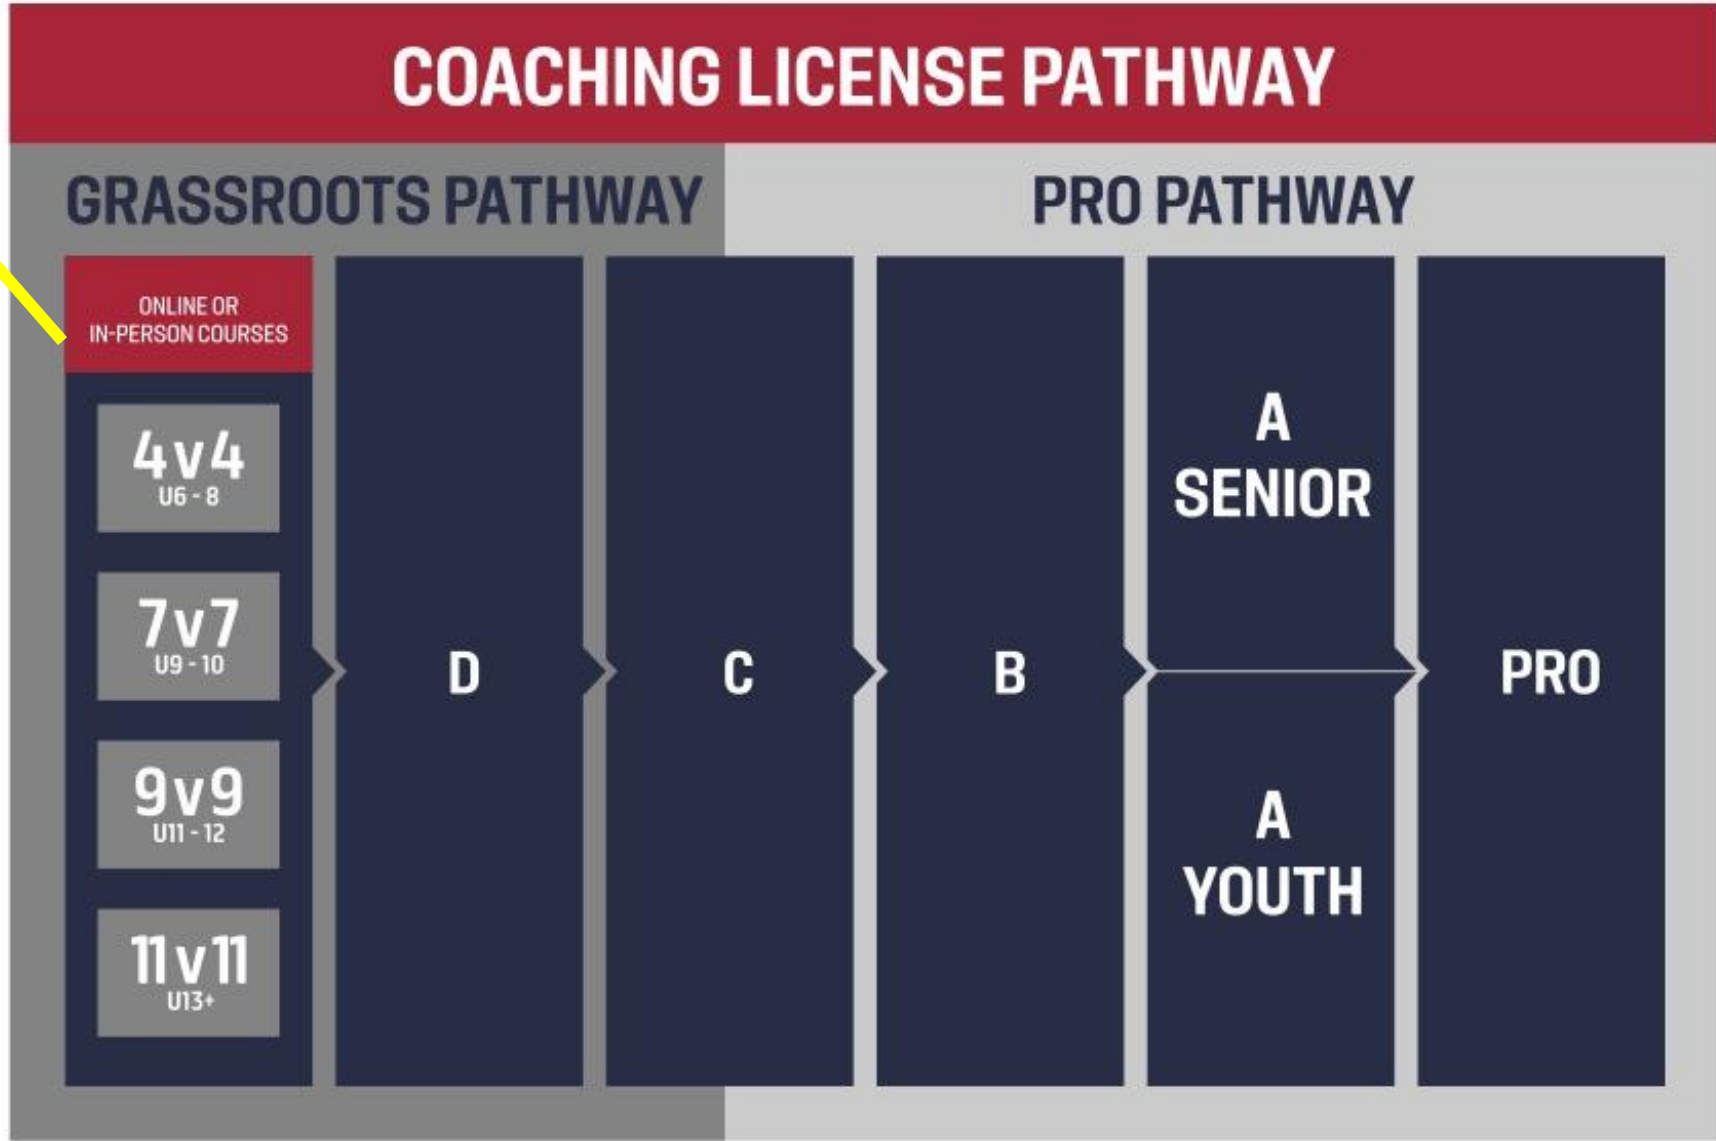 COACHING LICENSE PATHWAY
GRASSROOTS PATHWAY
PRO PATHWAY
ONLINE OR
IN-PERSON COURSES
4v4
U6 - 8
7v7
U9 - 10
9v9
U11 - 12
11v11
U13+
D
C
B
A
SENIOR
A
YOUTH
PRO